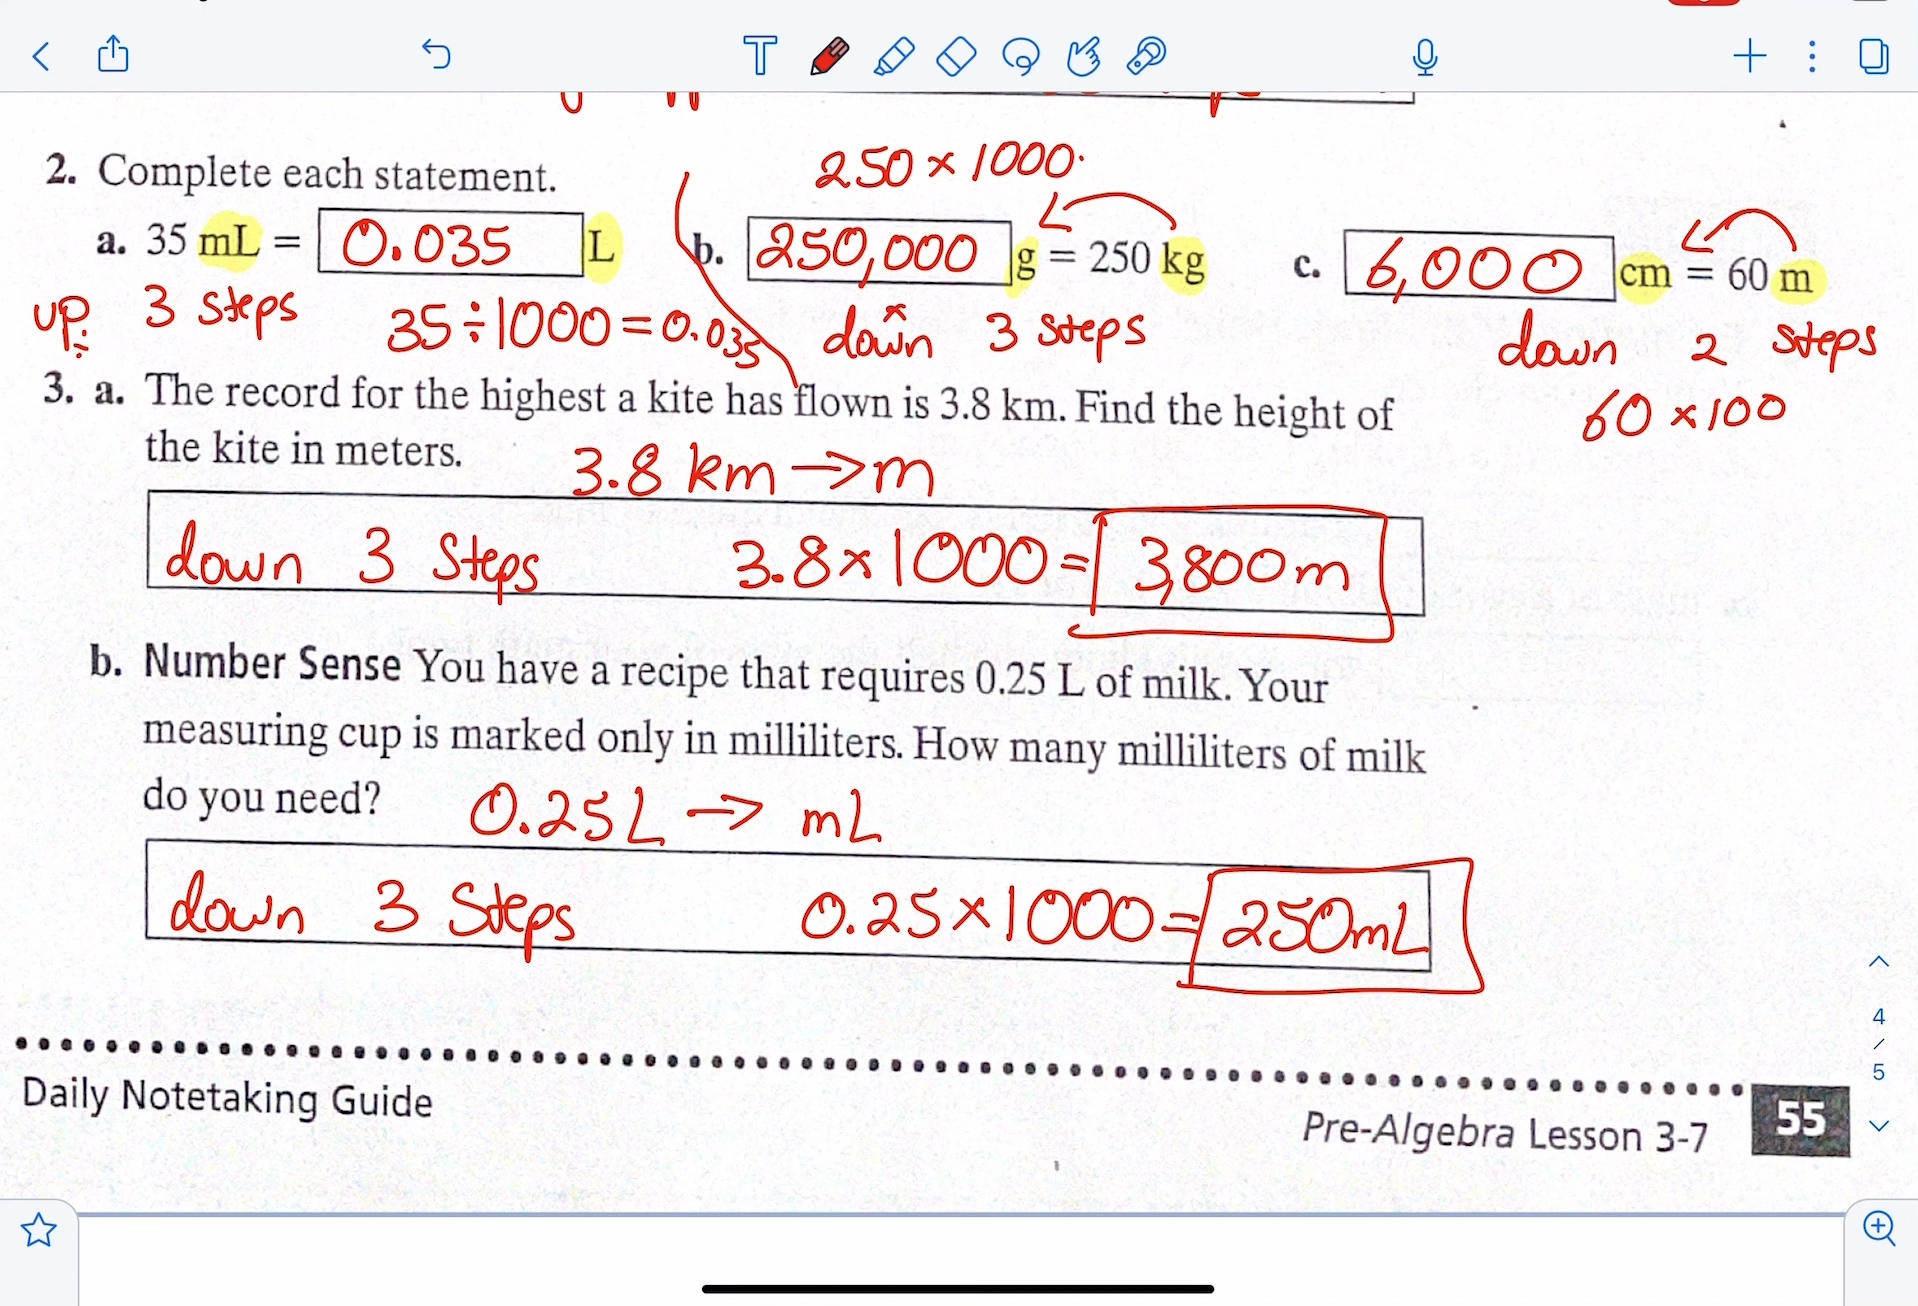 250 × 1000
2. Complete each statement.
a. 35 mL = 0.035 L b. 250,000 g = 250 kg c. 6,000 cm = 60 m
up: 3 steps 35 ÷ 1000 = 0.035 down 3 steps down 2 steps
60 × 100
3. a. The record for the highest a kite has flown is 3.8 km. Find the height of
the kite in meters. 3.8 km → m
down 3 Steps 3.8 × 1000 = 3,800 m
b. Number Sense You have a recipe that requires 0.25 L of milk. Your
measuring cup is marked only in milliliters. How many milliliters of milk
do you need? 0.25 L → mL
down 3 Steps 0.25 × 1000 = 250 mL
4
/
5
Daily Notetaking Guide
Pre-Algebra Lesson 3-7 55